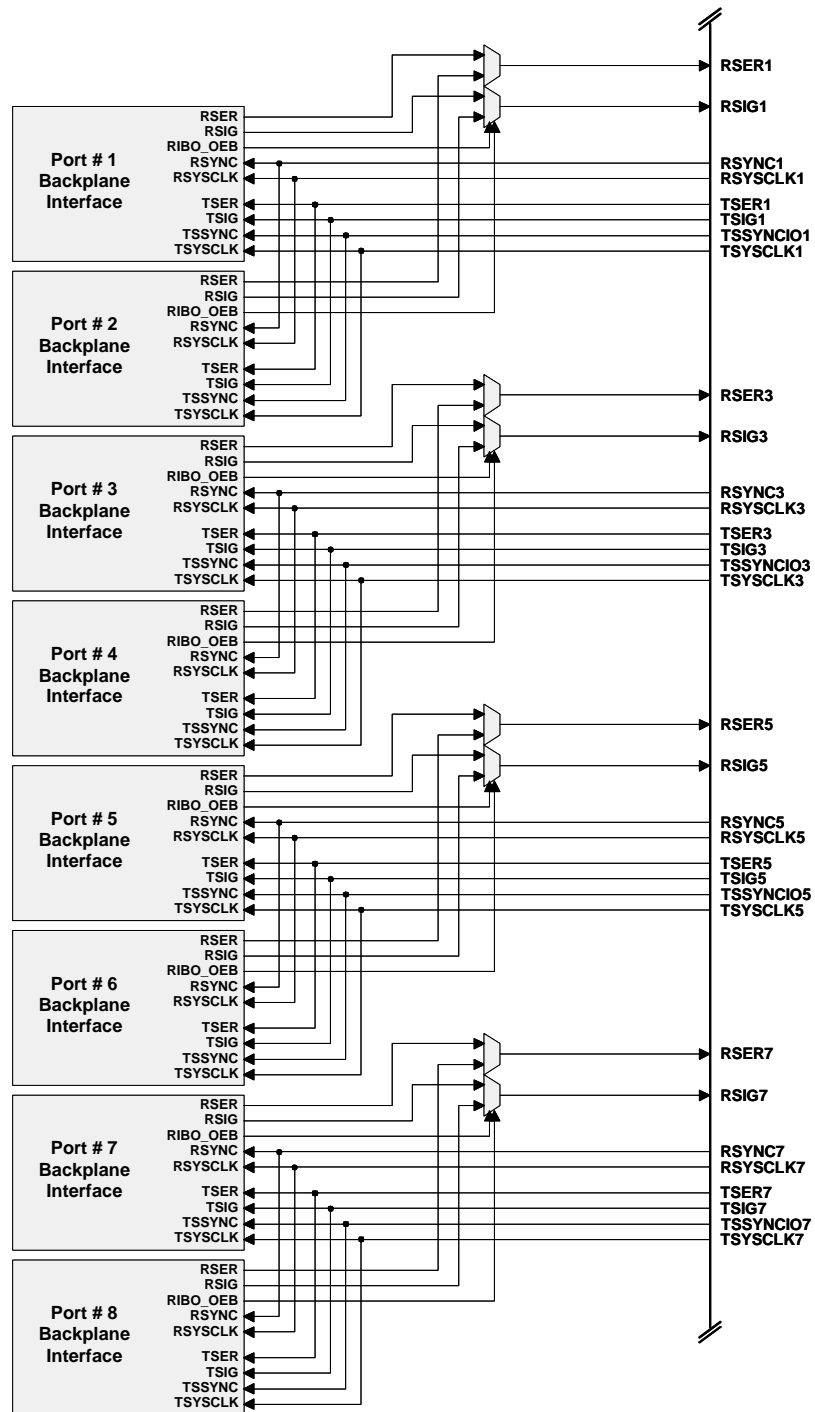 RSER1
RSIG1
Port # 1
Backplane
Interface
RSER
RSIG
RIBO_OEB
RSYNC
RSYSCLK
TSER
TSIG
TSSYNC
TSYSCLK
RSYNC1
RSYSCLK1
TSER1
TSIG1
TSSYNCIO1
TSYSCLK1
Port # 2
Backplane
Interface
RSER
RSIG
RIBO_OEB
RSYNC
RSYSCLK
TSER
TSIG
TSSYNC
TSYSCLK
RSER3
RSIG3
Port # 3
Backplane
Interface
RSER
RSIG
RIBO_OEB
RSYNC
RSYSCLK
TSER
TSIG
TSSYNC
TSYSCLK
RSYNC3
RSYSCLK3
TSER3
TSIG3
TSSYNCIO3
TSYSCLK3
Port # 4
Backplane
Interface
RSER
RSIG
RIBO_OEB
RSYNC
RSYSCLK
TSER
TSIG
TSSYNC
TSYSCLK
RSER5
RSIG5
Port # 5
Backplane
Interface
RSER
RSIG
RIBO_OEB
RSYNC
RSYSCLK
TSER
TSIG
TSSYNC
TSYSCLK
RSYNC5
RSYSCLK5
TSER5
TSIG5
TSSYNCIO5
TSYSCLK5
Port # 6
Backplane
Interface
RSER
RSIG
RIBO_OEB
RSYNC
RSYSCLK
TSER
TSIG
TSSYNC
TSYSCLK
RSER7
RSIG7
Port # 7
Backplane
Interface
RSER
RSIG
RIBO_OEB
RSYNC
RSYSCLK
TSER
TSIG
TSSYNC
TSYSCLK
RSYNC7
RSYSCLK7
TSER7
TSIG7
TSSYNCIO7
TSYSCLK7
Port # 8
Backplane
Interface
RSER
RSIG
RIBO_OEB
RSYNC
RSYSCLK
TSER
TSIG
TSSYNC
TSYSCLK